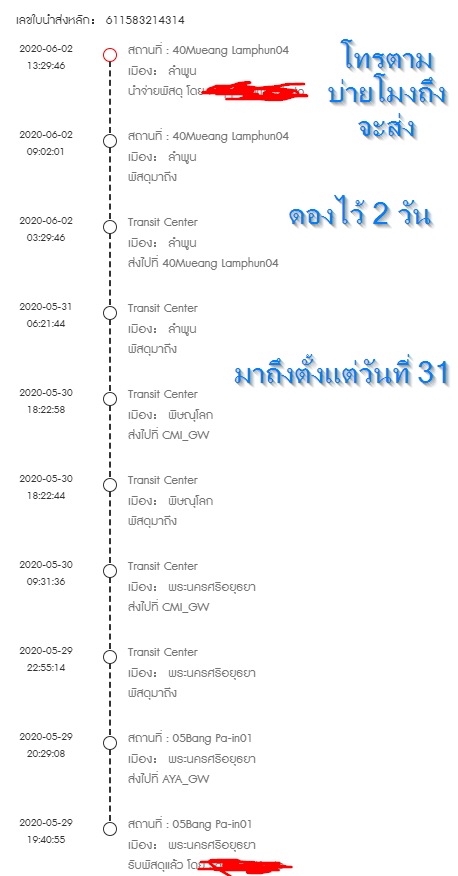 เลขใบนำส่งหลัก： 611583214314
2020-06-02
13:29:46
สถานที่ : 40Mueang Lamphun04
เมือง： ลำพูน
นำจ่ายพัสดุ โดย
โทรตาม
บ่ายโมงถึง
จะส่ง
2020-06-02
09:02:01
สถานที่ : 40Mueang Lamphun04
เมือง： ลำพูน
พัสดุมาถึง
2020-06-02
03:29:46
Transit Center
เมือง： ลำพูน
ส่งไปที่ 40Mueang Lamphun04
ดองไว้ 2 วัน
2020-05-31
06:21:44
Transit Center
เมือง： ลำพูน
พัสดุมาถึง
มาถึงตั้งแต่วันที่ 31
2020-05-30
18:22:58
Transit Center
เมือง： พิษณุโลก
ส่งไปที่ CMI_GW
2020-05-30
18:22:44
Transit Center
เมือง： พิษณุโลก
พัสดุมาถึง
2020-05-30
09:31:36
Transit Center
เมือง： พระนครศรีอยุธยา
ส่งไปที่ CMI_GW
2020-05-29
22:55:14
Transit Center
เมือง： พระนครศรีอยุธยา
พัสดุมาถึง
2020-05-29
20:29:08
สถานที่ : 05Bang Pa-in01
เมือง： พระนครศรีอยุธยา
ส่งไปที่ AYA_GW
2020-05-29
19:40:55
สถานที่ : 05Bang Pa-in01
เมือง： พระนครศรีอยุธยา
รับพัสดุแล้ว โดย